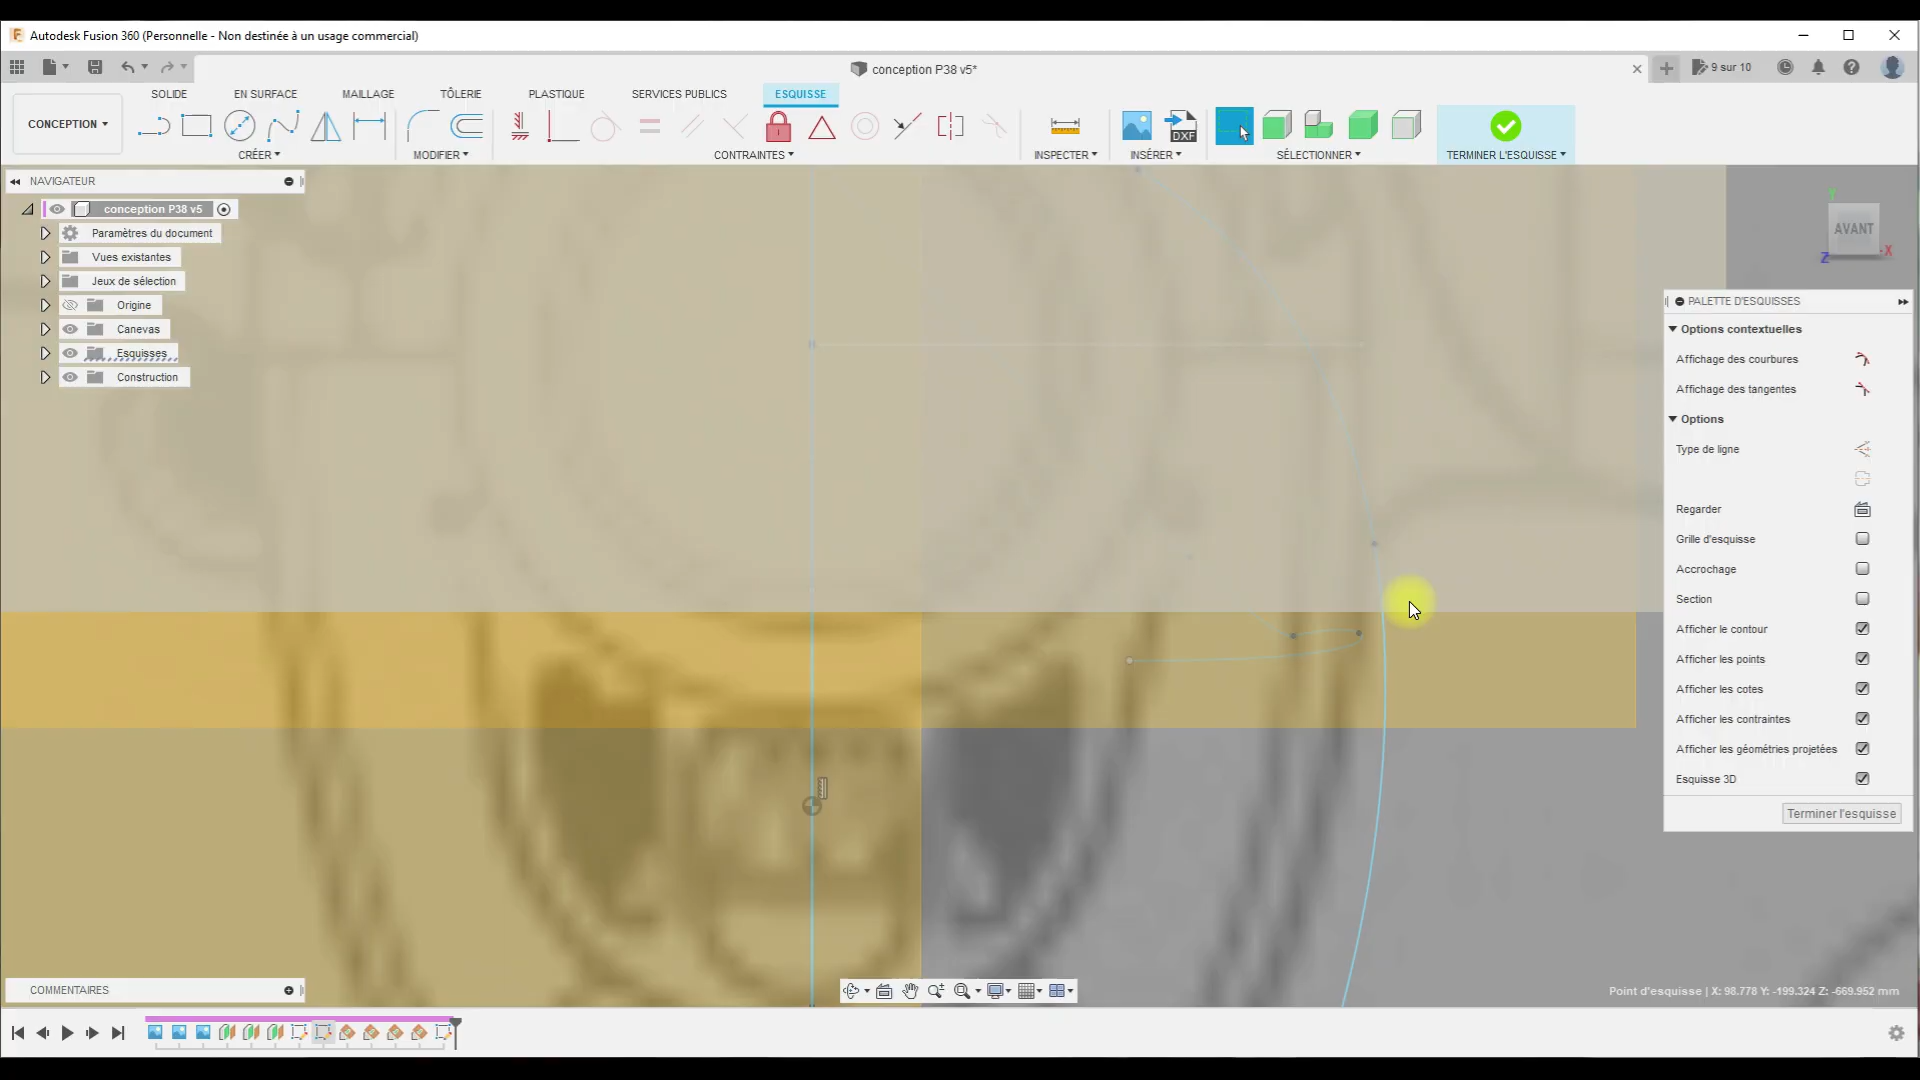 Autodesk Fusion 360 (Personnelle - Non destinée à un usage commercial)
conception P38 v5*
9 sur 10
SOLIDE
EN SURFACE
MAILLAGE
TÔLERIE
PLASTIQUE
SERVICES PUBLICS
ESQUISSE
CONCEPTION
DXF
CRÉER
MODIFIER
CONTRAINTES
INSPECTER
INSÉRER
SÉLECTIONNER
TERMINER L'ESQUISSE
NAVIGATEUR
conception P38 v5
Paramètres du document
Vues existantes
Jeux de sélection
Origine
Canevas
Esquisses
Construction
Y
AVANT
X
Z
PALETTE D'ESQUISSES
Options contextuelles
Affichage des courbures
Affichage des tangentes
Options
Type de ligne
Regarder
Grille d'esquisse
Accrochage
Section
Afficher le contour
Afficher les points
Afficher les cotes
Afficher les contraintes
Afficher les géométries projetées
Esquisse 3D
Terminer l'esquisse
COMMENTAIRES
Point d'esquisse | X: 98.778 Y: -199.324 Z: -669.952 mm